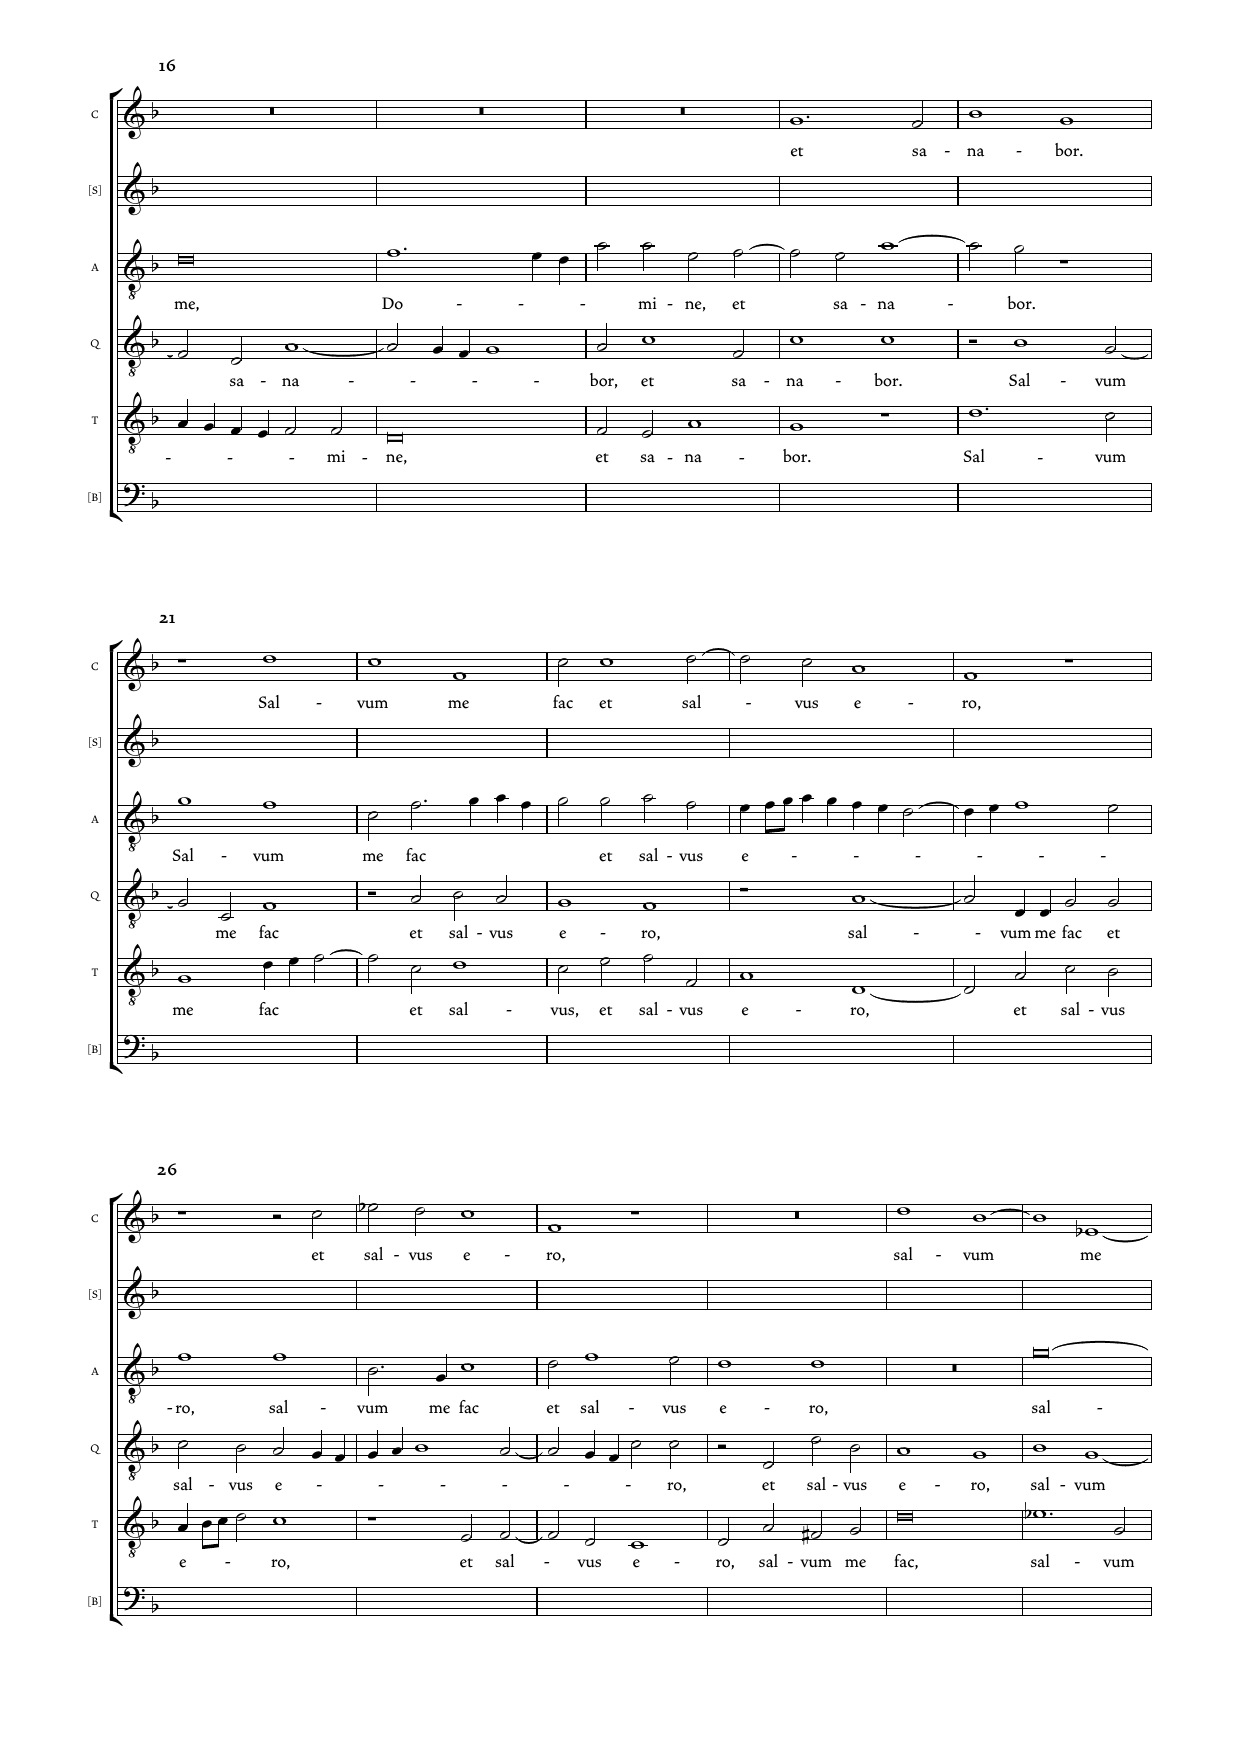 16
C
et sa - na - bor.
[S]
A
me, Do - - - mi - ne, et sa - na - bor.
Q
sa - na - - - - bor, et sa - na - bor. Sal - vum
T
- - - mi - ne, et sa - na - bor. Sal - vum
[B]
21
C
Sal - vum me fac et sal - vus e - ro,
[S]
A
Sal - vum me fac et sal - vus e - - - - - -
Q
me fac et sal - vus e - ro, sal - - vum me fac et
T
me fac et sal - vus, et sal - vus e - ro, et sal - vus
[B]
26
C
et sal - vus e - ro, sal - vum me
[S]
A
- ro, sal - vum me fac et sal - vus e - ro, sal -
Q
sal - vus e - - - - - - ro, et sal - vus e - ro, sal - vum
T
e - ro, et sal - vus e - ro, sal - vum me fac, sal - vum
[B]